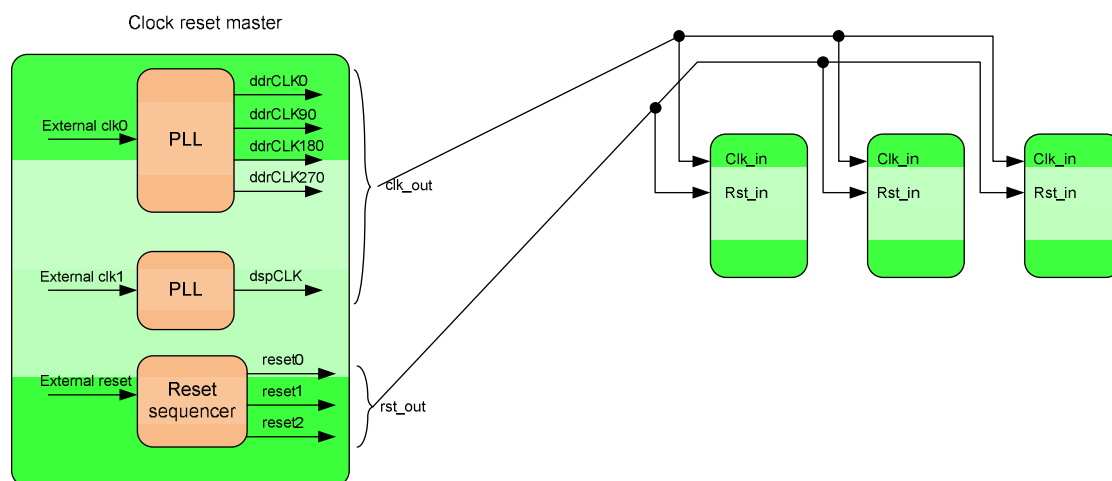 Clock reset master
External clk0
PLL
ddrCLK0
ddrCLK90
ddrCLK180
ddrCLK270
clk_out
External clk1
PLL
dspCLK
External reset
Reset
sequencer
reset0
reset1
reset2
rst_out
Clk_in
Rst_in
Clk_in
Rst_in
Clk_in
Rst_in